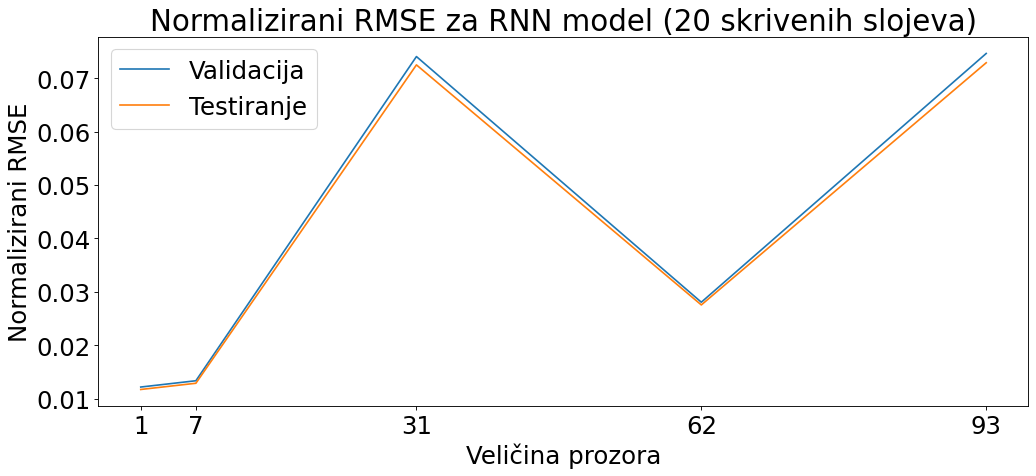 Normalizirani RMSE za RNN model (20 skrivenih slojeva)
Validacija
Testiranje
Normalizirani RMSE
0.07
0.06
0.05
0.04
0.03
0.02
0.01
1 7 31 62 93
Veličina prozora